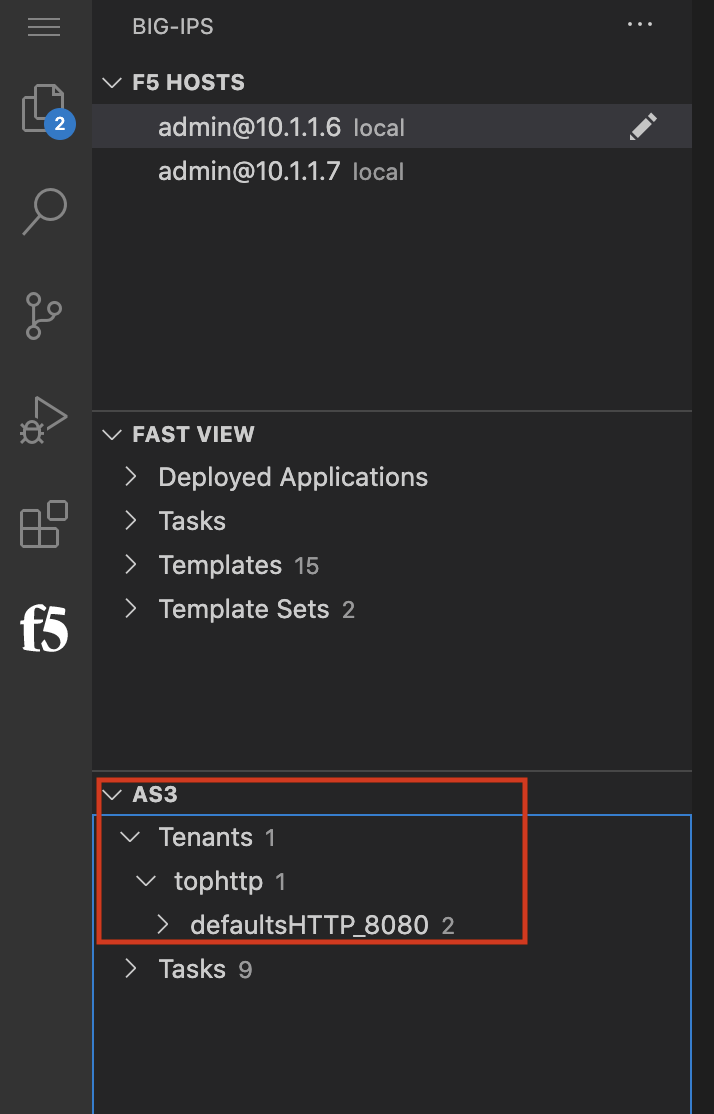 BIG-IPS
F5 HOSTS
admin@10.1.1.6 local
2
admin@10.1.1.7 local
FAST VIEW
Deployed Applications
Tasks
Templates 15
Template Sets 2
f5
AS3
Tenants 1
tophttp 1
defaultsHTTP_8080 2
Tasks 9